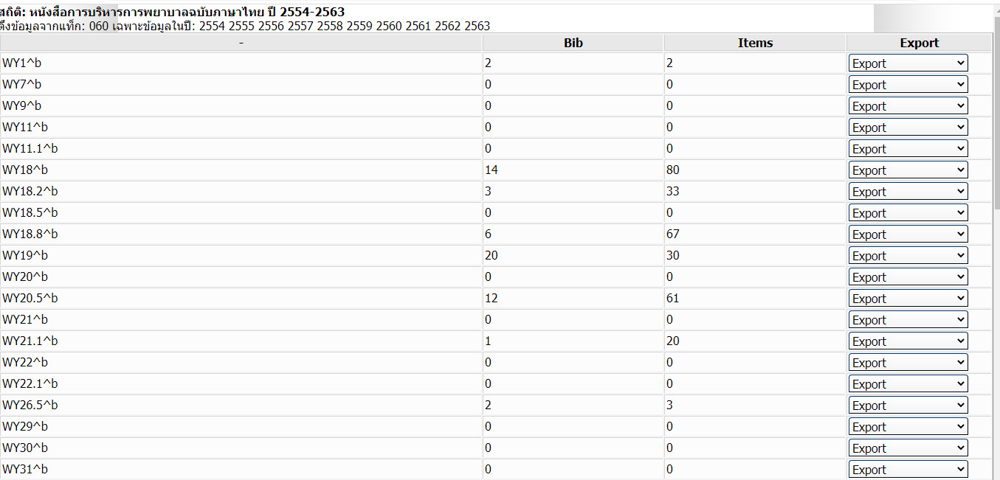 สถิติ: หนังสือการบริหารการพยาบาลฉบับภาษาไทย ปี 2554-2563
ดึงข้อมูลจากแท็ก: 060 เฉพาะข้อมูลในปี: 2554 2555 2556 2557 2558 2559 2560 2561 2562 2563
- Bib Items Export
WY1^b 2 2 Export
WY7^b 0 0 Export
WY9^b 0 0 Export
WY11^b 0 0 Export
WY11.1^b 0 0 Export
WY18^b 14 80 Export
WY18.2^b 3 33 Export
WY18.5^b 0 0 Export
WY18.8^b 6 67 Export
WY19^b 20 30 Export
WY20^b 0 0 Export
WY20.5^b 12 61 Export
WY21^b 0 0 Export
WY21.1^b 1 20 Export
WY22^b 0 0 Export
WY22.1^b 0 0 Export
WY26.5^b 2 3 Export
WY29^b 0 0 Export
WY30^b 0 0 Export
WY31^b 0 0 Export